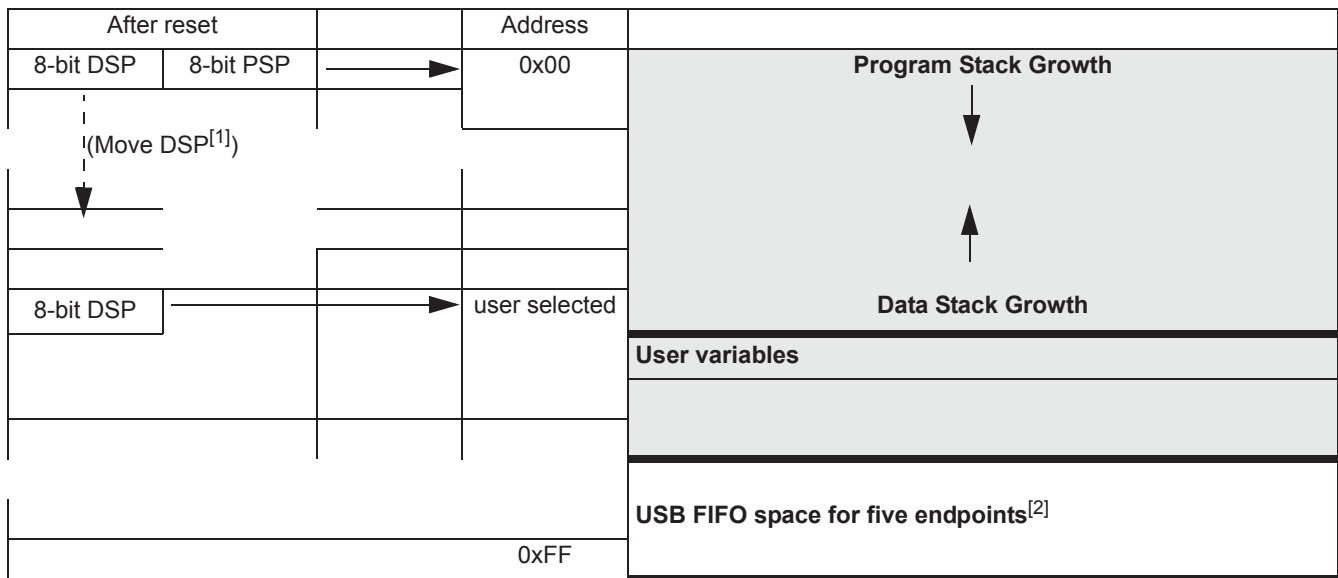 After reset Address
8-bit DSP 8-bit PSP 0x00 Program Stack Growth
(Move DSP[1])
8-bit DSP user selected Data Stack Growth
User variables
USB FIFO space for five endpoints[2]
0xFF